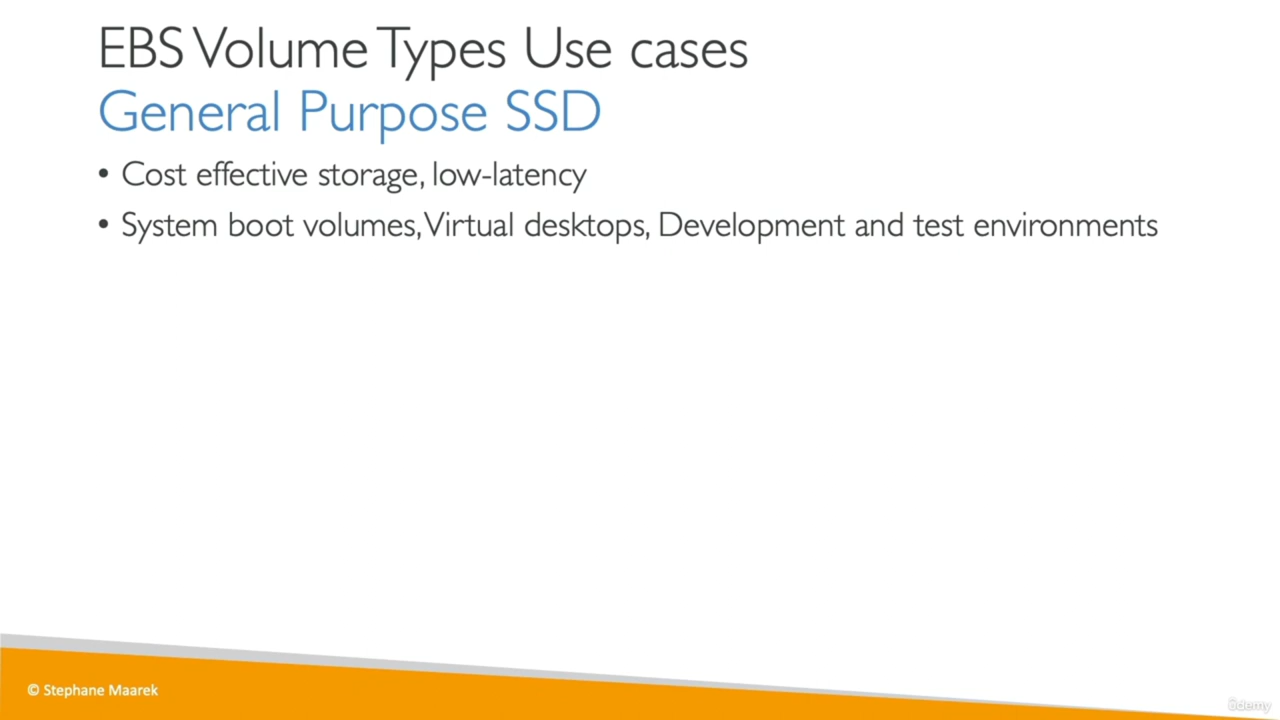 EBS Volume Types Use cases
General Purpose SSD
• Cost effective storage, low-latency
• System boot volumes, Virtual desktops, Development and test environments
© Stephane Maarek
ûdemy